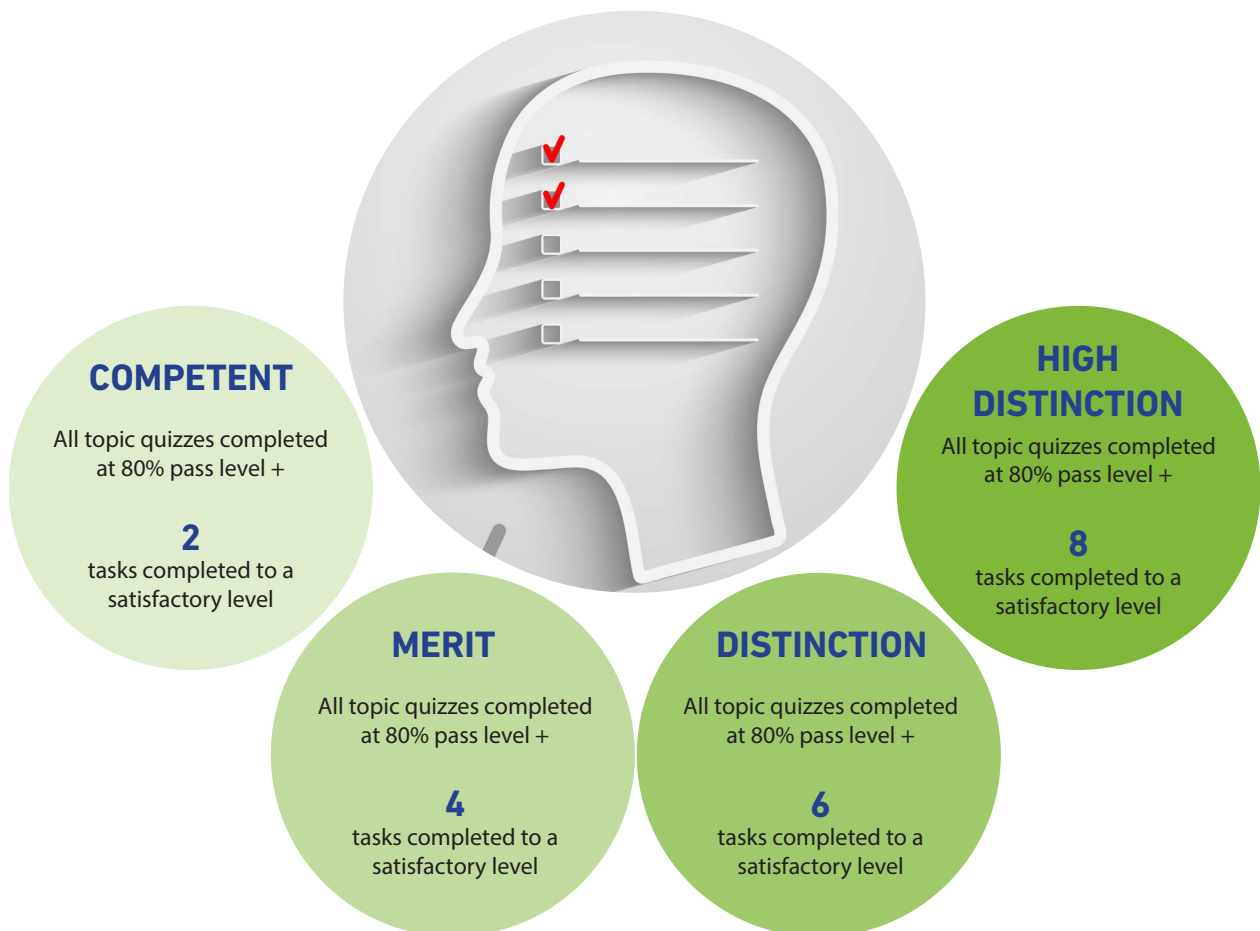 COMPETENT
All topic quizzes completed
at 80% pass level +
2
tasks completed to a
satisfactory level
MERIT
All topic quizzes completed
at 80% pass level +
4
tasks completed to a
satisfactory level
DISTINCTION
All topic quizzes completed
at 80% pass level +
6
tasks completed to a
satisfactory level
HIGH
DISTINCTION
All topic quizzes completed
at 80% pass level +
8
tasks completed to a
satisfactory level